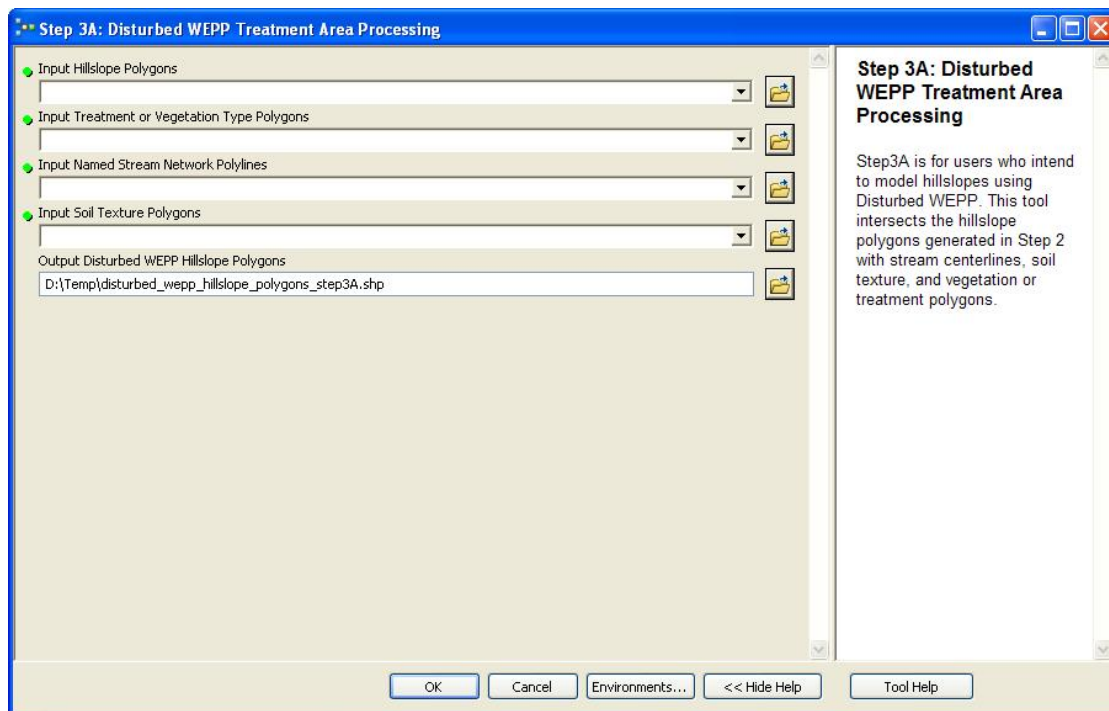 Step 3A: Disturbed WEPP Treatment Area Processing
Input Hillslope Polygons
Input Treatment or Vegetation Type Polygons
Input Named Stream Network Polylines
Input Soil Texture Polygons
Output Disturbed WEPP Hillslope Polygons
D:\Temp\disturbed_wepp_hillslope_polygons_step3A.shp
Step 3A: Disturbed
WEPP Treatment Area
Processing
Step3A is for users who intend
to model hillslopes using
Disturbed WEPP. This tool
intersects the hillslope
polygons generated in Step 2
with stream centerlines, soil
texture, and vegetation or
treatment polygons.
OK
Cancel
Environments...
<< Hide Help
Tool Help